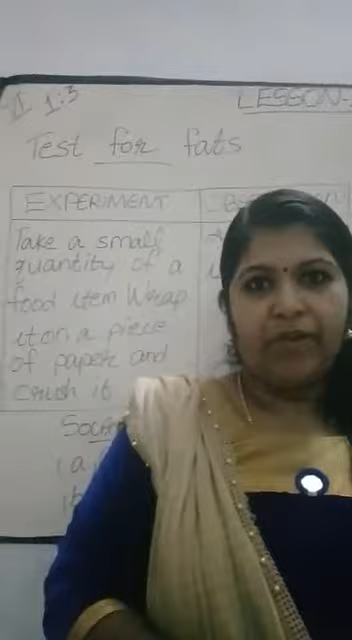 VI 1:3
LESSON-
Test for fats
EXPERIMENT
Take a small
quantity of a
food item Wrap
it on a piece
of paper and
crush it